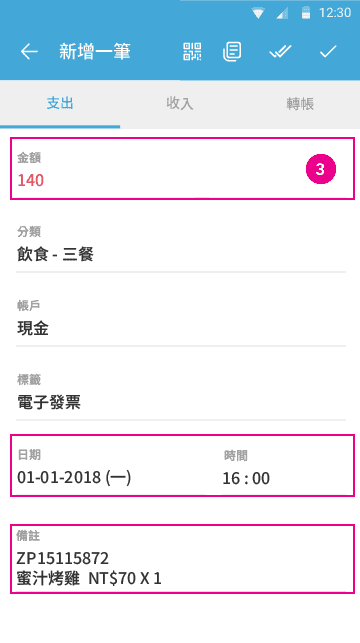 12:30
新增一筆
支出 收入 轉帳
金額
140
3
分類
飲食 - 三餐
帳戶
現金
標籤
電子發票
日期 時間
01-01-2018 (一) 16 : 00
備註
ZP15115872
蜜汁烤雞 NT$70 X 1